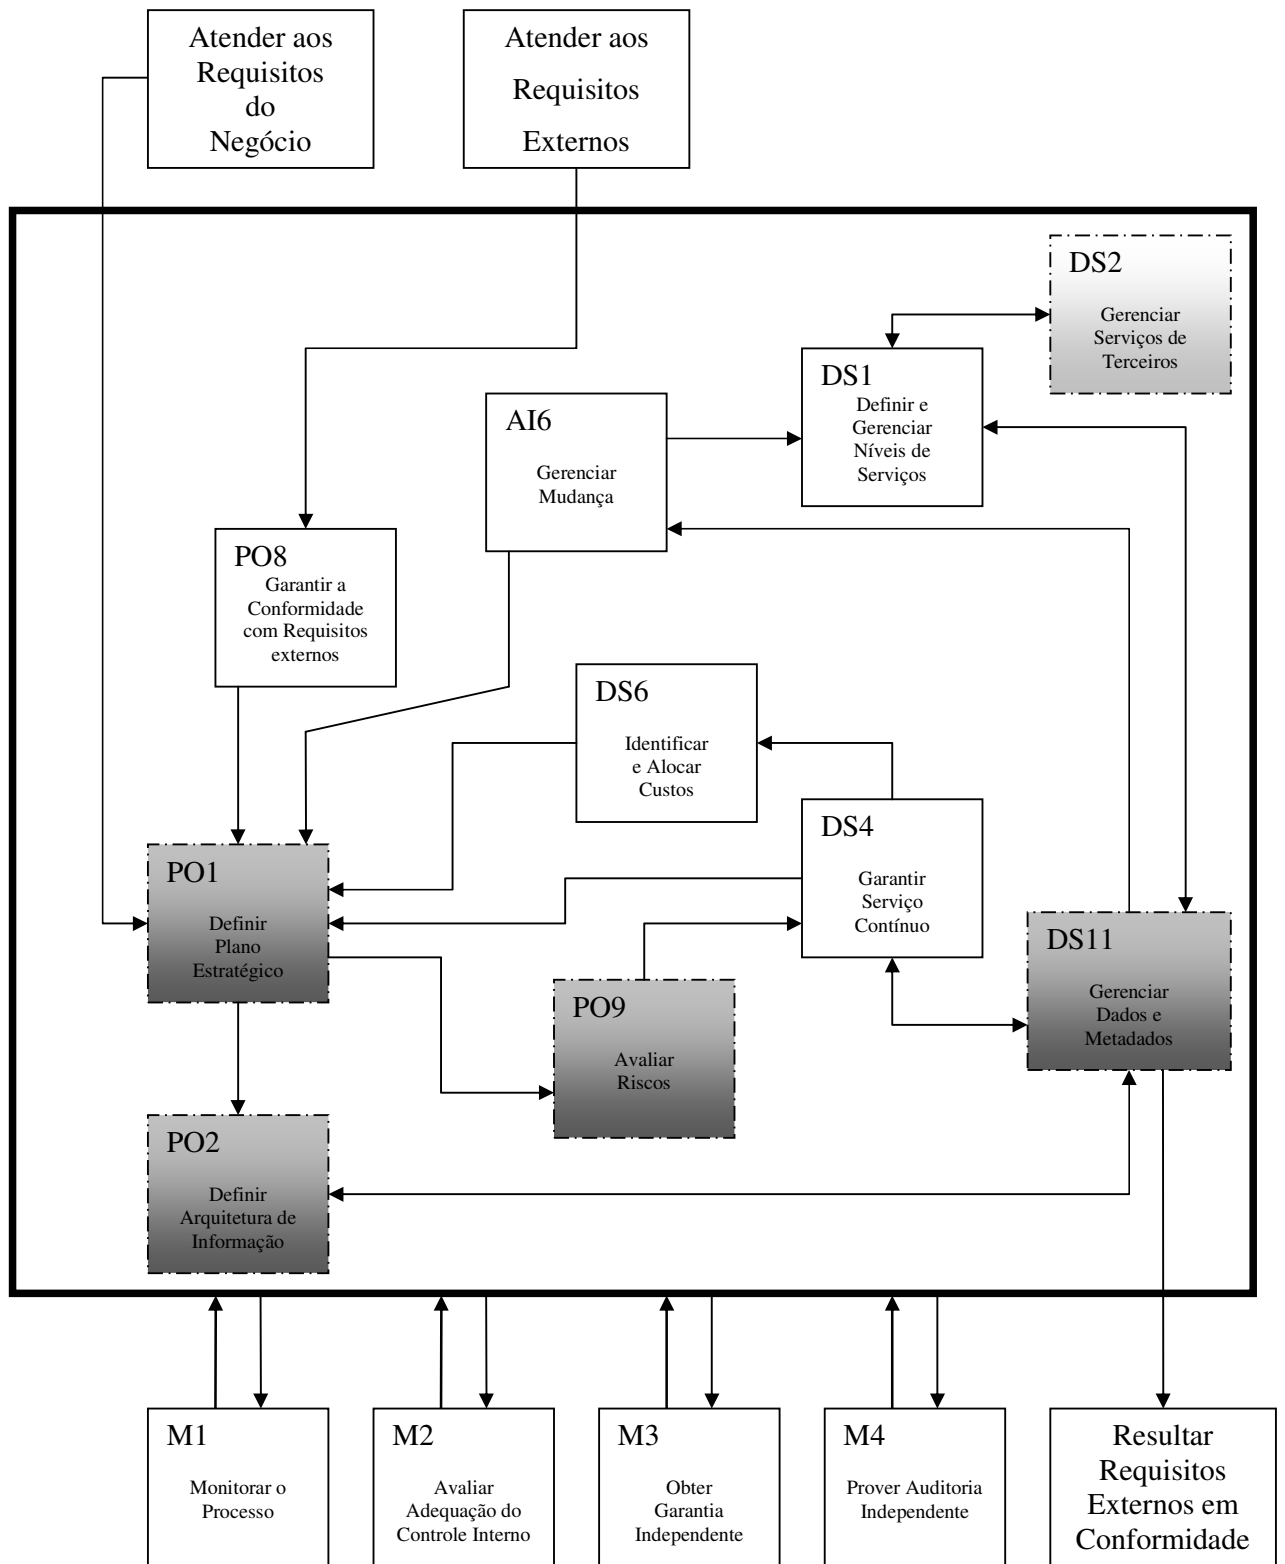 Atender aos
Requisitos
do
Negócio
Atender aos
Requisitos
Externos
DS2
Gerenciar
Serviços de
Terceiros
DS1
Definir e
Gerenciar
Níveis de
Serviços
AI6
Gerenciar
Mudança
PO8
Garantir a
Conformidade
com Requisitos
externos
DS6
Identificar
e Alocar
Custos
DS4
Garantir
Serviço
Contínuo
PO1
Definir
Plano
Estratégico
DS11
Gerenciar
Dados e
Metadados
PO9
Avaliar
Riscos
PO2
Definir
Arquitetura de
Informação
M1
Monitorar o
Processo
M2
Avaliar
Adequação do
Controle Interno
M3
Obter
Garantia
Independente
M4
Prover Auditoria
Independente
Resultar
Requisitos
Externos em
Conformidade